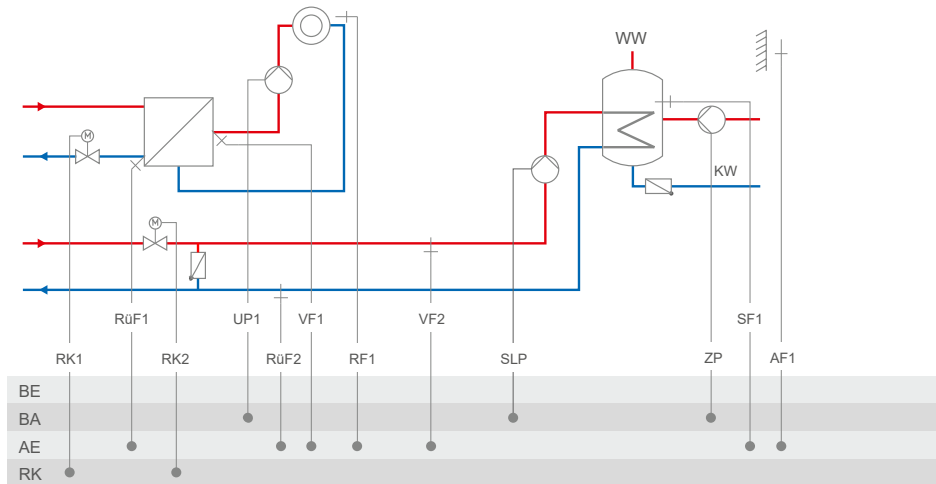 WW
M
KW
M
RüF1 UP1 VF1 VF2 SF1
RK1 RK2 RüF2 RF1 SLP ZP AF1
BE
BA
AE
RK